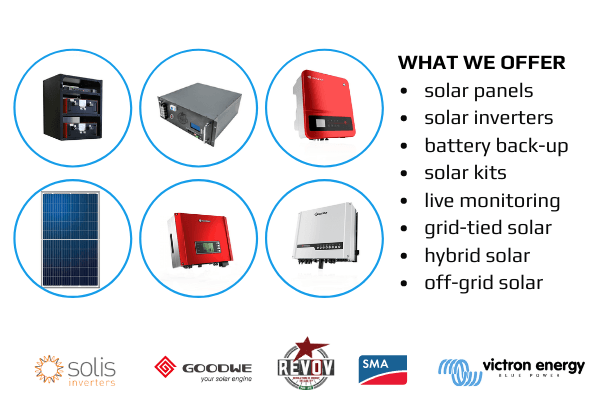 WHAT WE OFFER
• solar panels
• solar inverters
• battery back-up
• solar kits
• live monitoring
• grid-tied solar
• hybrid solar
• off-grid solar
solis
inverters
GOODWE
your solar engine
REVOV
SMA
victron energy
BLUE POWER